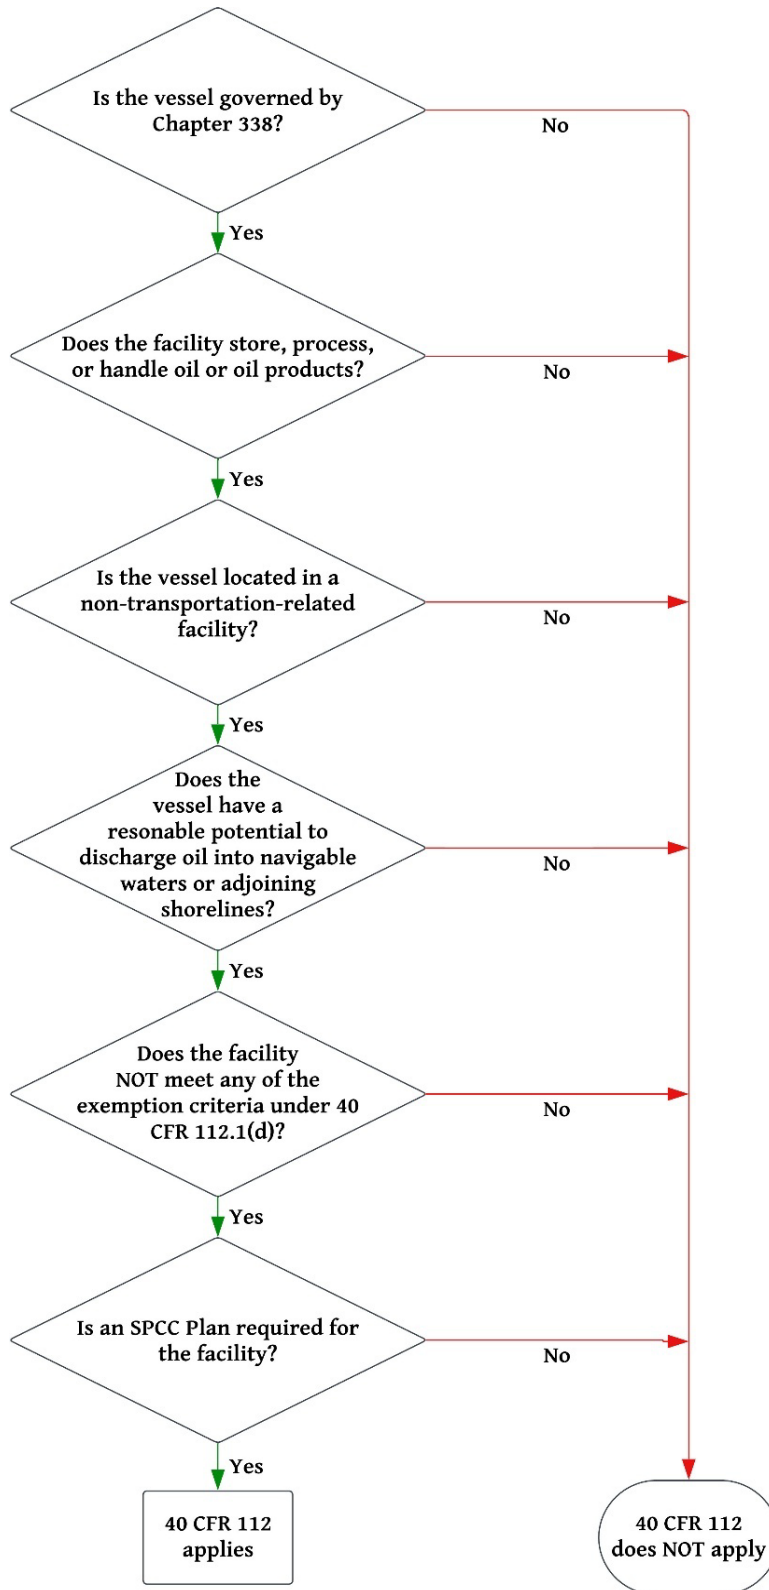 Is the vessel governed by
Chapter 338?
No
Yes
Does the facility store, process,
or handle oil or oil products?
No
Yes
Is the vessel located in a
non-transportation-related
facility?
No
Yes
Does the
vessel have a
resonable potential to
discharge oil into navigable
waters or adjoining
shorelines?
No
Yes
Does the facility
NOT meet any of the
exemption criteria under 40
CFR 112.1(d)?
No
Yes
Is an SPCC Plan required for
the facility?
No
Yes
40 CFR 112
applies
40 CFR 112
does NOT apply